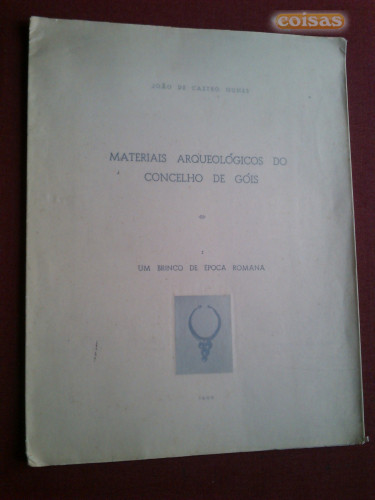 coisas
JOÃO DE CASTRO NUNES
MATERIAIS ARQUEOLÓGICOS DO
CONCELHO DE GÓIS
I
UM BRINCO DE ÉPOCA ROMANA